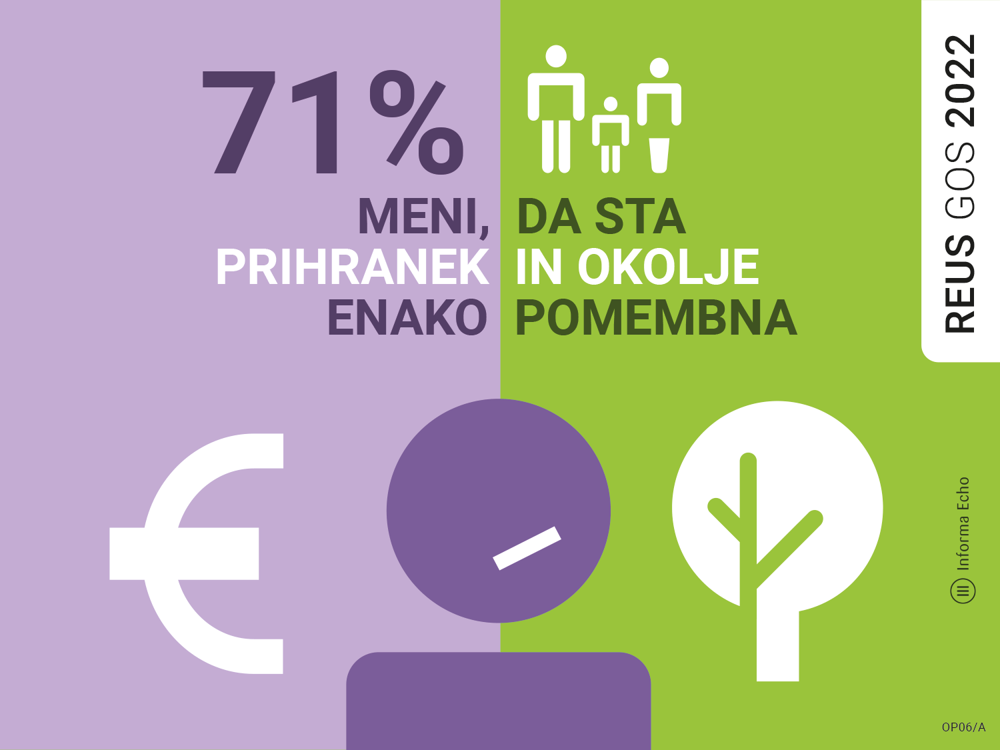 71%
MENI, DA STA
PRIHRANEK IN OKOLJE
ENAKO POMEMBNA
REUS GOS 2022
Informa Echo
OP06/A